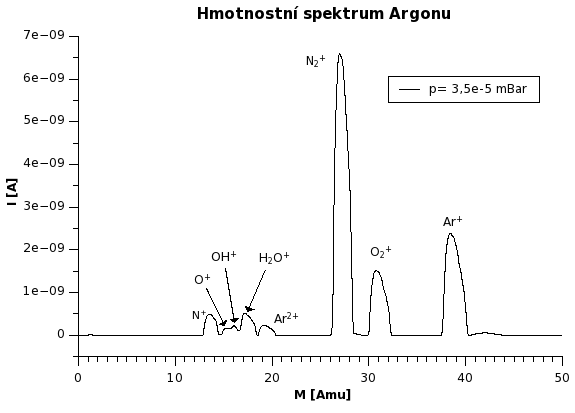 Hmotnostní spektrum Argonu
7e−09
6e−09
5e−09
4e−09
3e−09
2e−09
1e−09
0
I [A]
N₂⁺
p= 3,5e-5 mBar
Ar⁺
O₂⁺
OH⁺
H₂O⁺
O⁺
N⁺
Ar²⁺
0 10 20 30 40 50
M [Amu]